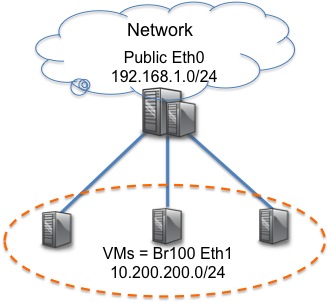 Network
Public Eth0
192.168.1.0/24
VMs = Br100 Eth1
10.200.200.0/24